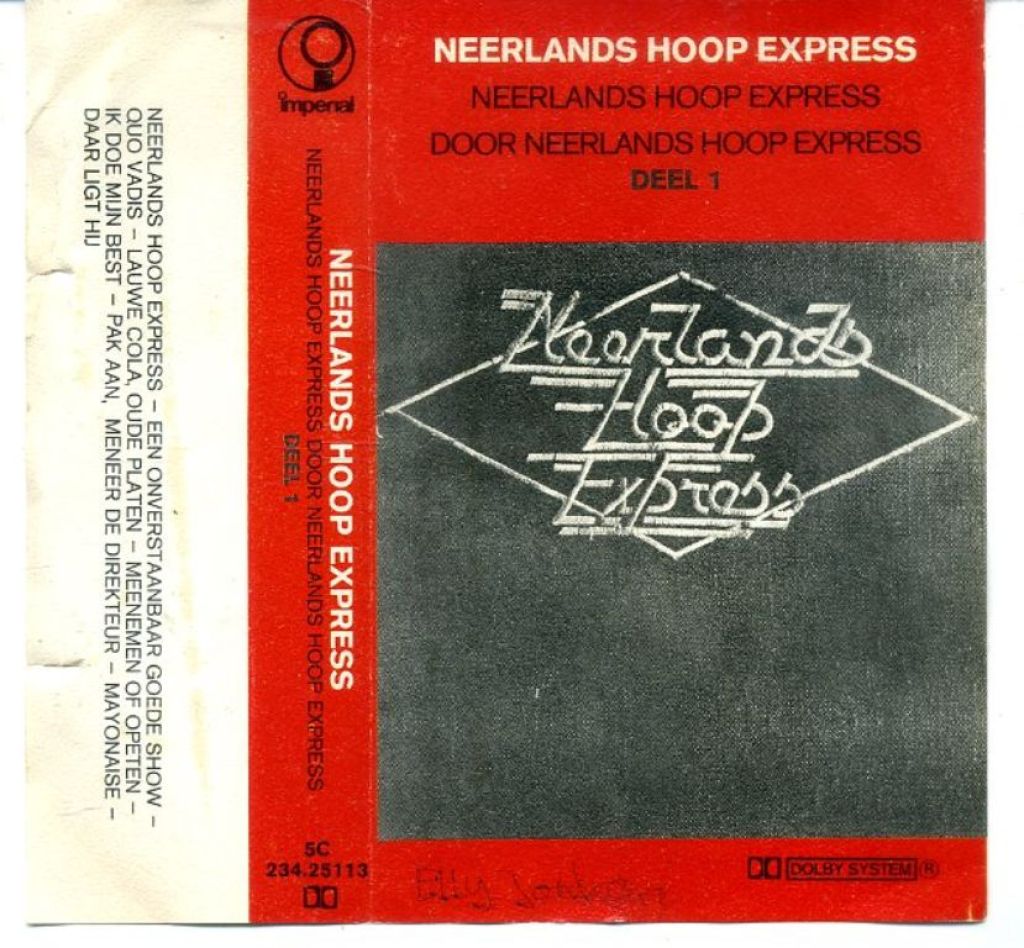 NEERLANDS HOOP EXPRESS – EEN ONVERSTAANBAAR GOEDE SHOW –
QUO VADIS – LAUWE COLA, OUDE PLATEN – MEENEMEN OF OPETEN –
IK DOE MIJN BEST – PAK AAN, MENEER DE DIREKTEUR – MAYONAISE –
DAAR LIGT HIJ
imperial
NEERLANDS HOOP EXPRESS
NEERLANDS HOOP EXPRESS DOOR NEERLANDS HOOP EXPRESS
DEEL 1
5C
234.25113
NEERLANDS HOOP EXPRESS
NEERLANDS HOOP EXPRESS
DOOR NEERLANDS HOOP EXPRESS
DEEL 1
Neerlands
Hoop
Express
Elly
DOLBY SYSTEM ®